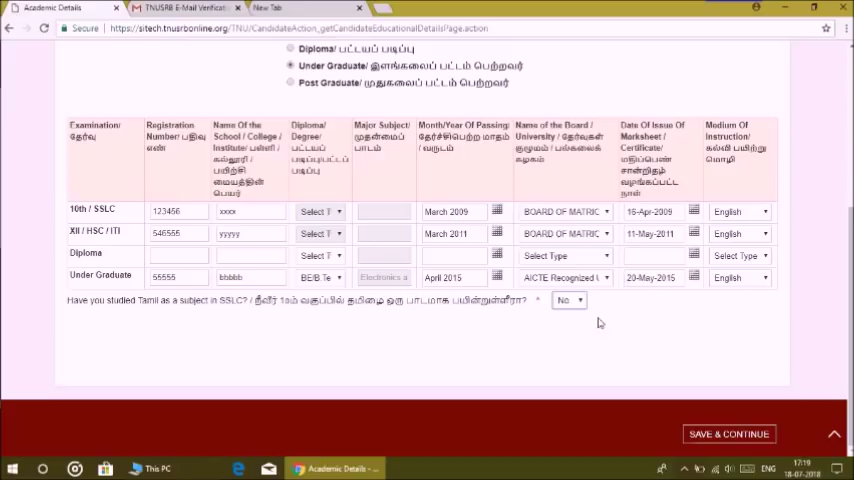 Academic Details
TNUSRB E-Mail Verificati
New Tab
Secure
https://sitech.tnusrbonline.org/TNU/CandidateAction_getCandidateEducationalDetailsPage.action
Diploma/ பட்டயப் படிப்பு
Under Graduate/ இளங்கலைப் பட்டம் பெற்றவர்
Post Graduate/ முதுகலைப் பட்டம் பெற்றவர்
Examination/ தேர்வு
Registration Number/ பதிவு எண்
Name Of the School / College / Institute/ பள்ளி / கல்லூரி / பயிற்சி மையத்தின் பெயர்
Diploma/ Degree/ பட்டயப் படிப்பு/பட்டப் படிப்பு
Major Subject/ முதன்மைப் பாடம்
Month/Year Of Passing/ தேர்ச்சிபெற்ற மாதம் / வருடம்
Name of the Board / University / தேர்வுகள் குழுமம் / பல்கலைக் கழகம்
Date Of Issue Of Marksheet / Certificate/ மதிப்பெண் சான்றிதழ் வழங்கப்பட்ட நாள்
Medium Of Instruction/ கல்வி பயிற்று மொழி
10th / SSLC 123456 xxxx Select T March 2009 BOARD OF MATRIC 16-Apr-2009 English
XII / HSC / ITI 546555 yyyyy Select T March 2011 BOARD OF MATRIC 11-May-2011 English
Diploma Select T Select Type Select Type
Under Graduate 55555 bbbbb BE/B.Te Electronics a April 2015 AICTE Recognized U 20-May-2015 English
Have you studied Tamil as a subject in SSLC? / நீவீர் 10ம் வகுப்பில் தமிழை ஒரு பாடமாக பயின்றுள்ளீரா? * No
SAVE & CONTINUE
This PC
Academic Details - ...
ENG
17:19
18-07-2018